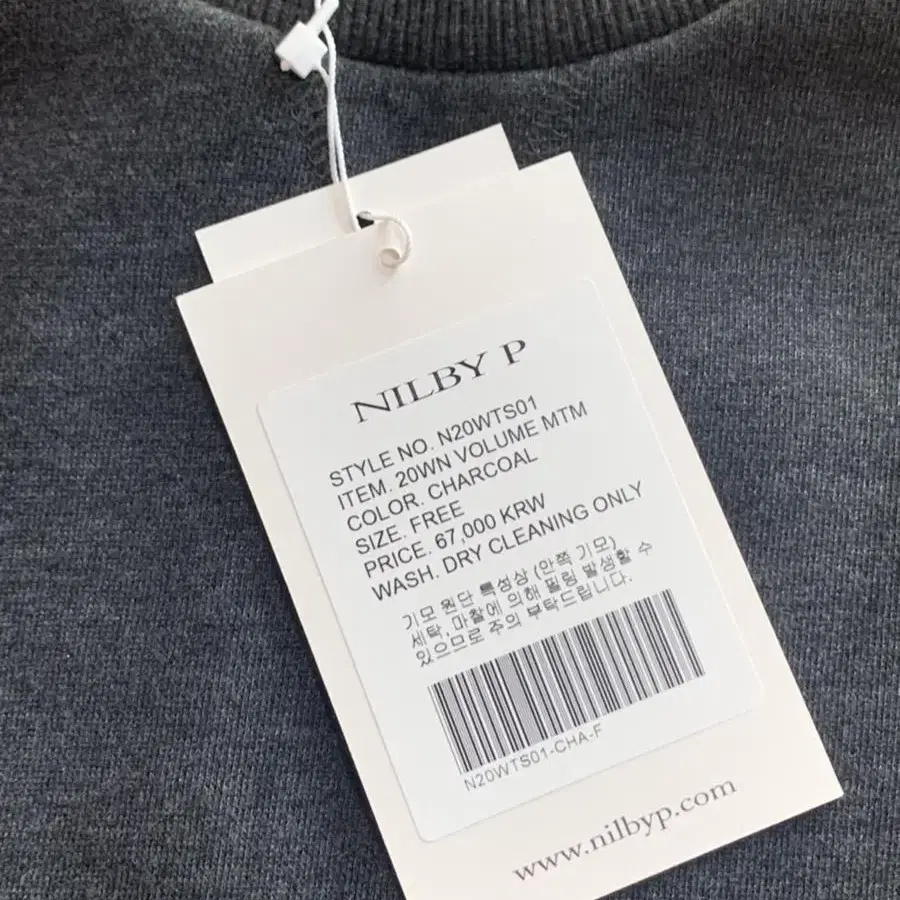 NILBY P
STYLE NO. N20WTS01
ITEM. 20WN VOLUME MTM
COLOR. CHARCOAL
SIZE. FREE
PRICE. 67,000 KRW
WASH. DRY CLEANING ONLY
기모 원단 특성상 (안쪽 기모)
세탁, 마찰에 의해 필링 발생할 수
있으므로 주의 부탁드립니다.
N20WTS01-CHA-F
www.nilbyp.com